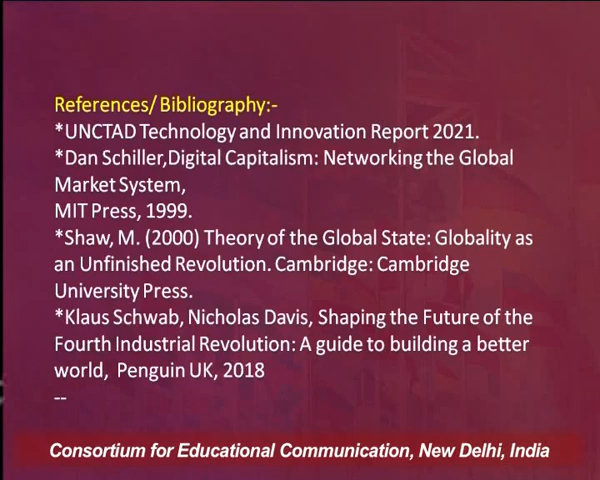 References/ Bibliography:-
*UNCTAD Technology and Innovation Report 2021.
*Dan Schiller,Digital Capitalism: Networking the Global
Market System,
MIT Press, 1999.
*Shaw, M. (2000) Theory of the Global State: Globality as
an Unfinished Revolution. Cambridge: Cambridge
University Press.
*Klaus Schwab, Nicholas Davis, Shaping the Future of the
Fourth Industrial Revolution: A guide to building a better
world,  Penguin UK, 2018
--
Consortium for Educational Communication, New Delhi, India